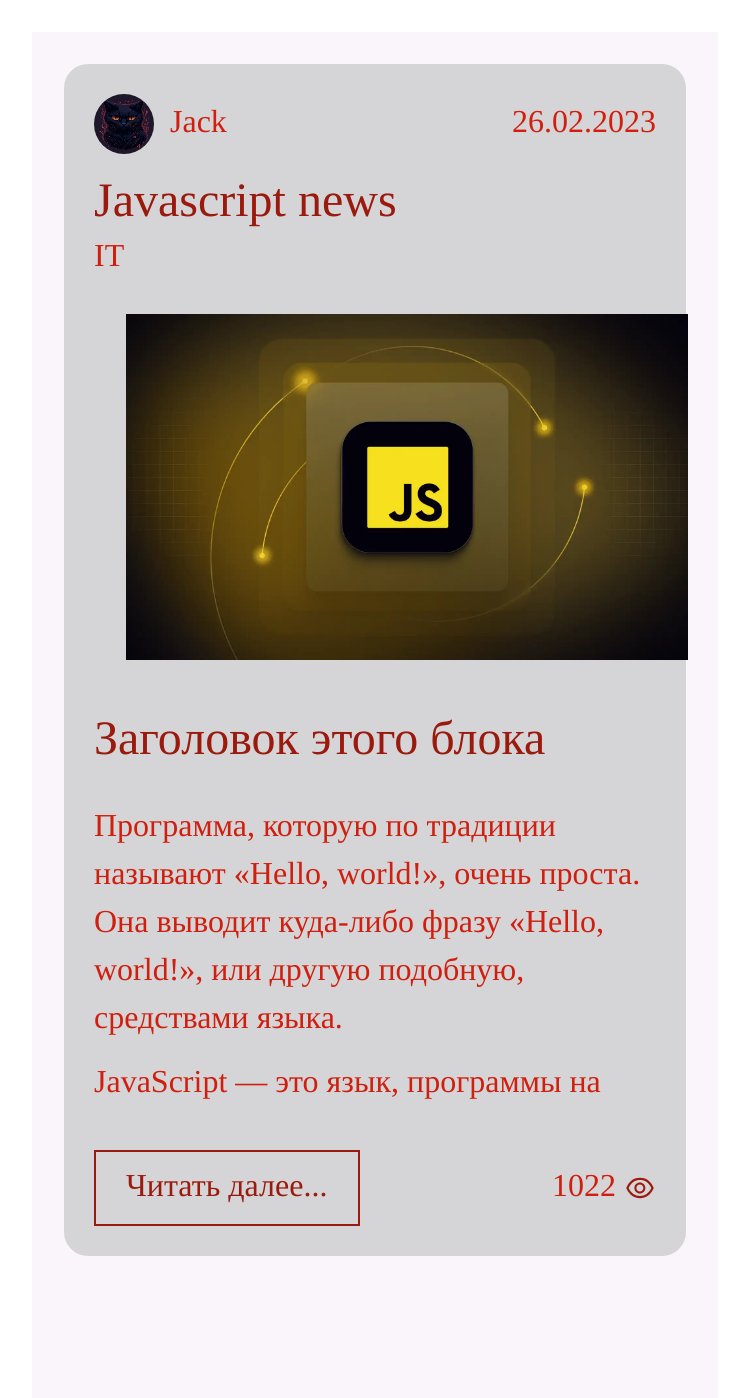 Jack
26.02.2023
Javascript news
IT
JS
Заголовок этого блока
Программа, которую по традиции
называют «Hello, world!», очень проста.
Она выводит куда-либо фразу «Hello,
world!», или другую подобную,
средствами языка.
JavaScript — это язык, программы на
Читать далее...
1022